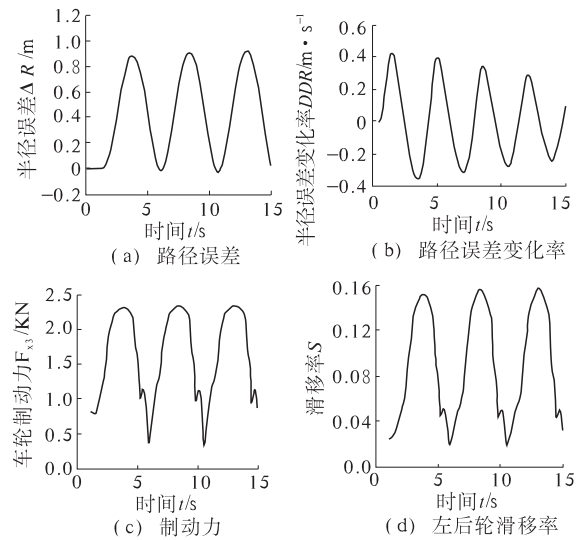 1.2
1.0
0.8
0.6
0.4
0.2
0
−0.2
半径误差ΔR/m
0 5 10 15
时间t/s
(a) 路径误差
0.6
0.4
0.2
0
−0.2
−0.4
半径误差变化率DDR/m·s⁻¹
0 5 10 15
时间t/s
(b) 路径误差变化率
2.5
2.0
1.5
1.0
0.5
0.0
车轮制动力Fx3/KN
0 5 10 15
时间t/s
(c) 制动力
0.16
0.12
0.08
0.04
0.0
滑移率S
0 5 10 15
时间t/s
(d) 左后轮滑移率